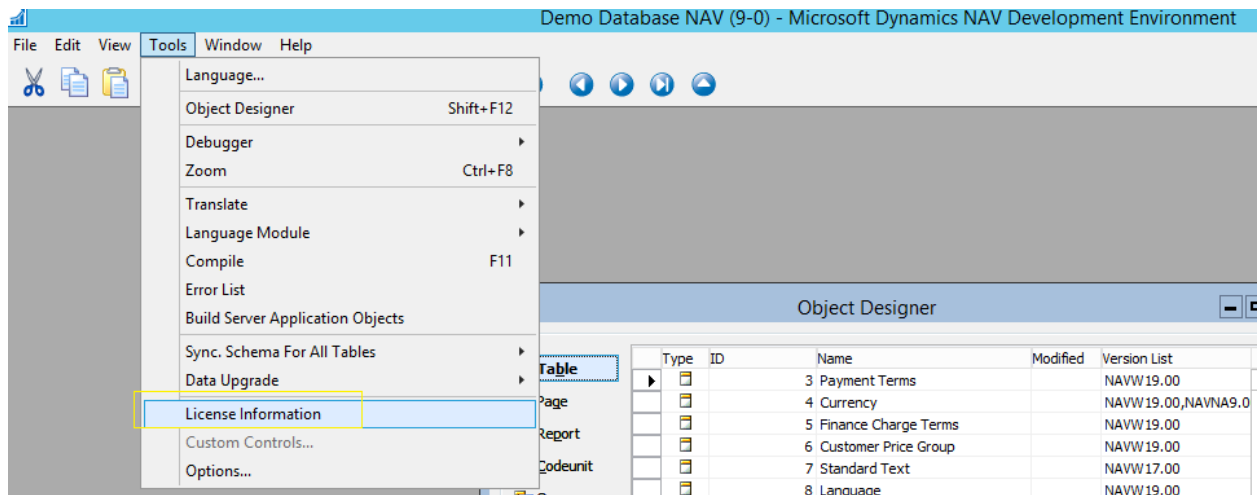 Demo Database NAV (9-0) - Microsoft Dynamics NAV Development Environment
File Edit View Tools Window Help
Language...
Object Designer Shift+F12
Debugger
Zoom Ctrl+F8
Translate
Language Module
Compile F11
Error List
Build Server Application Objects
Sync. Schema For All Tables
Data Upgrade
License Information
Custom Controls...
Options...
Object Designer
Table
Page
Report
Codeunit
Type ID Name Modified Version List
3 Payment Terms NAVW19.00
4 Currency NAVW19.00,NAVNA9.0
5 Finance Charge Terms NAVW19.00
6 Customer Price Group NAVW19.00
7 Standard Text NAVW17.00
8 Language NAVW19.00